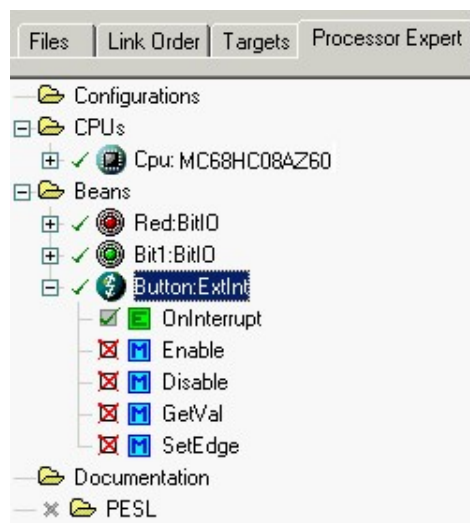 Files Link Order Targets Processor Expert
Configurations
CPUs
Cpu: MC68HC08AZ60
Beans
Red:BitIO
Bit1:BitIO
Button:ExtInt
E OnInterrupt
M Enable
M Disable
M GetVal
M SetEdge
Documentation
PESL